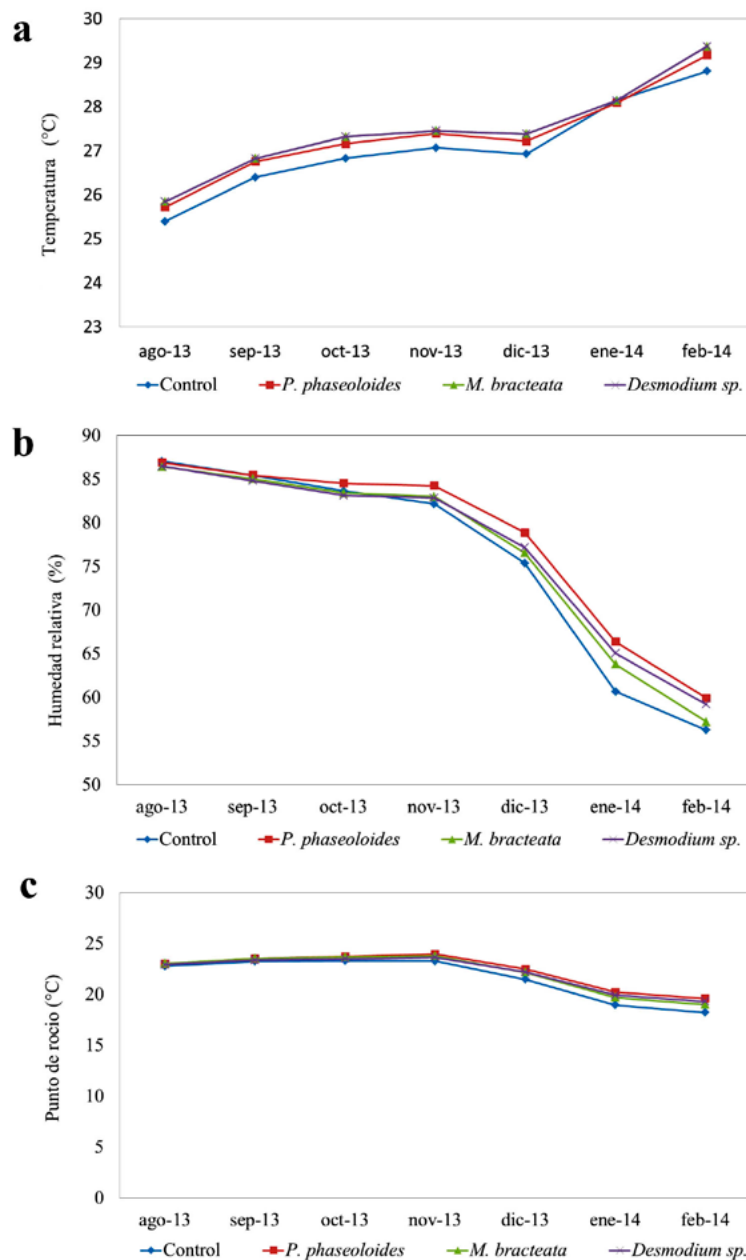 a
Temperatura (°C)
30
29
28
27
26
25
24
23
ago-13 sep-13 oct-13 nov-13 dic-13 ene-14 feb-14
Control P. phaseoloides M. bracteata Desmodium sp.
b
Humedad relativa (%)
90
85
80
75
70
65
60
55
50
ago-13 sep-13 oct-13 nov-13 dic-13 ene-14 feb-14
Control P. phaseoloides M. bracteata Desmodium sp.
c
Punto de rocio (°C)
30
25
20
15
10
5
0
ago-13 sep-13 oct-13 nov-13 dic-13 ene-14 feb-14
Control P. phaseoloides M. bracteata Desmodium sp.